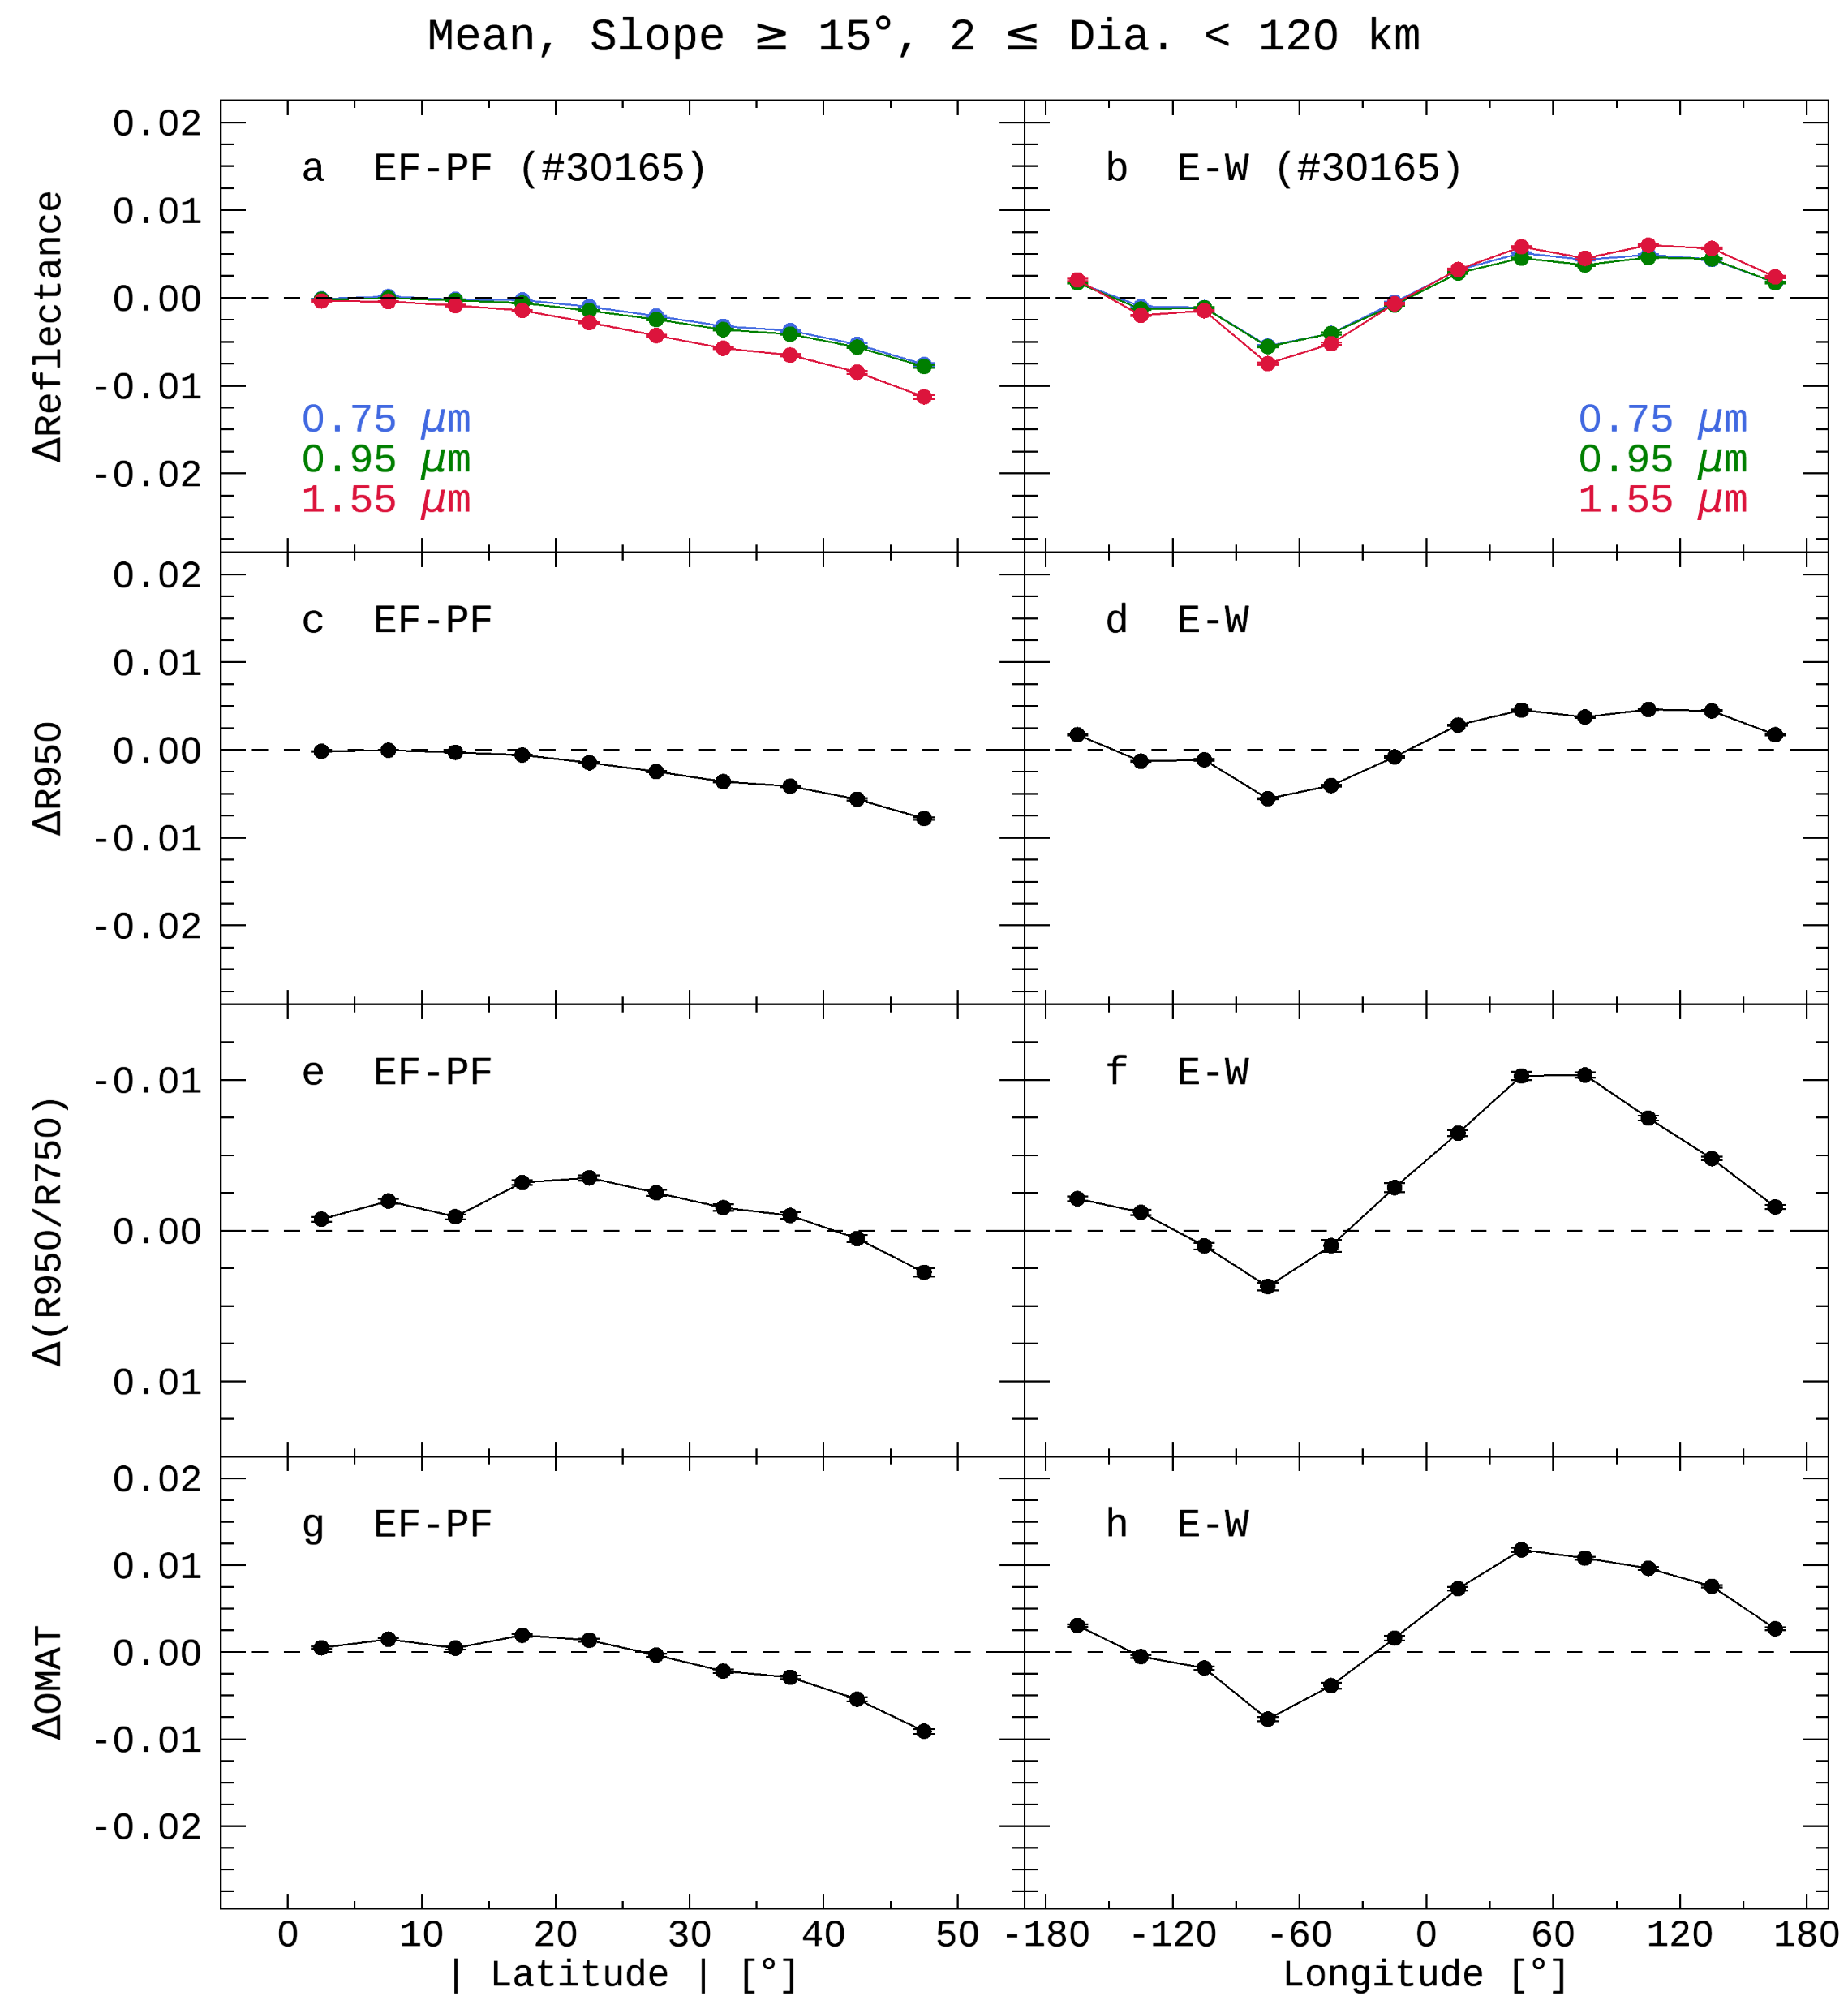 Mean, Slope ≥ 15°, 2 ≤ Dia. < 120 km
ΔReflectance
0.02
0.01
0.00
-0.01
-0.02
a EF-PF (#30165)
0.75 μm
0.95 μm
1.55 μm
b E-W (#30165)
0.75 μm
0.95 μm
1.55 μm
ΔR950
0.02
0.01
0.00
-0.01
-0.02
c EF-PF
d E-W
Δ(R950/R750)
-0.01
0.00
0.01
e EF-PF
f E-W
ΔOMAT
0.02
0.01
0.00
-0.01
-0.02
g EF-PF
h E-W
0 10 20 30 40 50 -180 -120 -60 0 60 120 180
| Latitude | [°] Longitude [°]